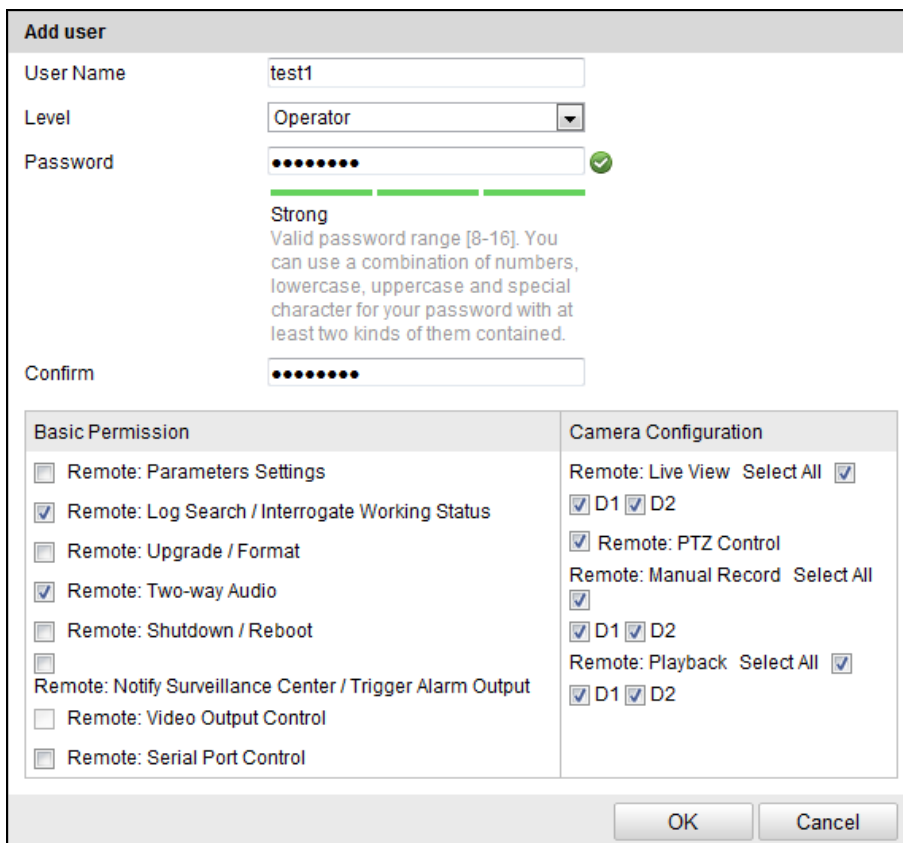 Add user
User Name test1
Level Operator
Password ●●●●●●●●
Strong
Valid password range [8-16]. You
can use a combination of numbers,
lowercase, uppercase and special
character for your password with at
least two kinds of them contained.
Confirm ●●●●●●●●
Basic Permission
Remote: Parameters Settings
Remote: Log Search / Interrogate Working Status
Remote: Upgrade / Format
Remote: Two-way Audio
Remote: Shutdown / Reboot
Remote: Notify Surveillance Center / Trigger Alarm Output
Remote: Video Output Control
Remote: Serial Port Control
Camera Configuration
Remote: Live View Select All
D1 D2
Remote: PTZ Control
Remote: Manual Record Select All
D1 D2
Remote: Playback Select All
D1 D2
OK Cancel